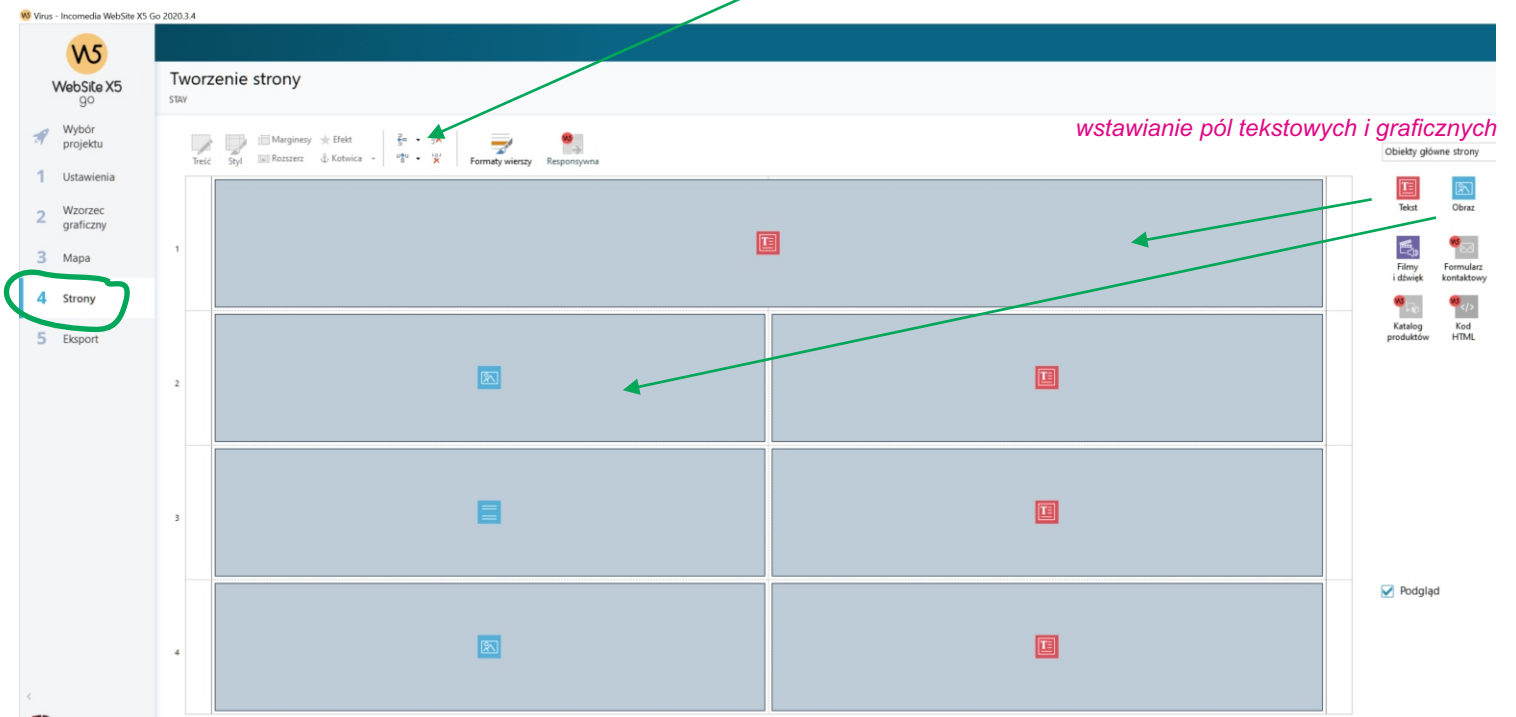 Virus - Incomedia WebSite X5 Go 2020.3.4
W5
WebSite X5
go
Wybór
projektu
1 Ustawienia
2 Wzorzec
graficzny
3 Mapa
4 Strony
5 Eksport
Tworzenie strony
STAY
Treść
Styl
Marginesy
Efekt
Rozszerz
Kotwica
Formaty wierszy
Responsywna
wstawianie pól tekstowych i graficznych
Obiekty główne strony
Tekst
Obraz
Filmy
i dźwięk
Formularz
kontaktowy
Katalog
produktów
Kod
HTML
Podgląd
1
2
3
4